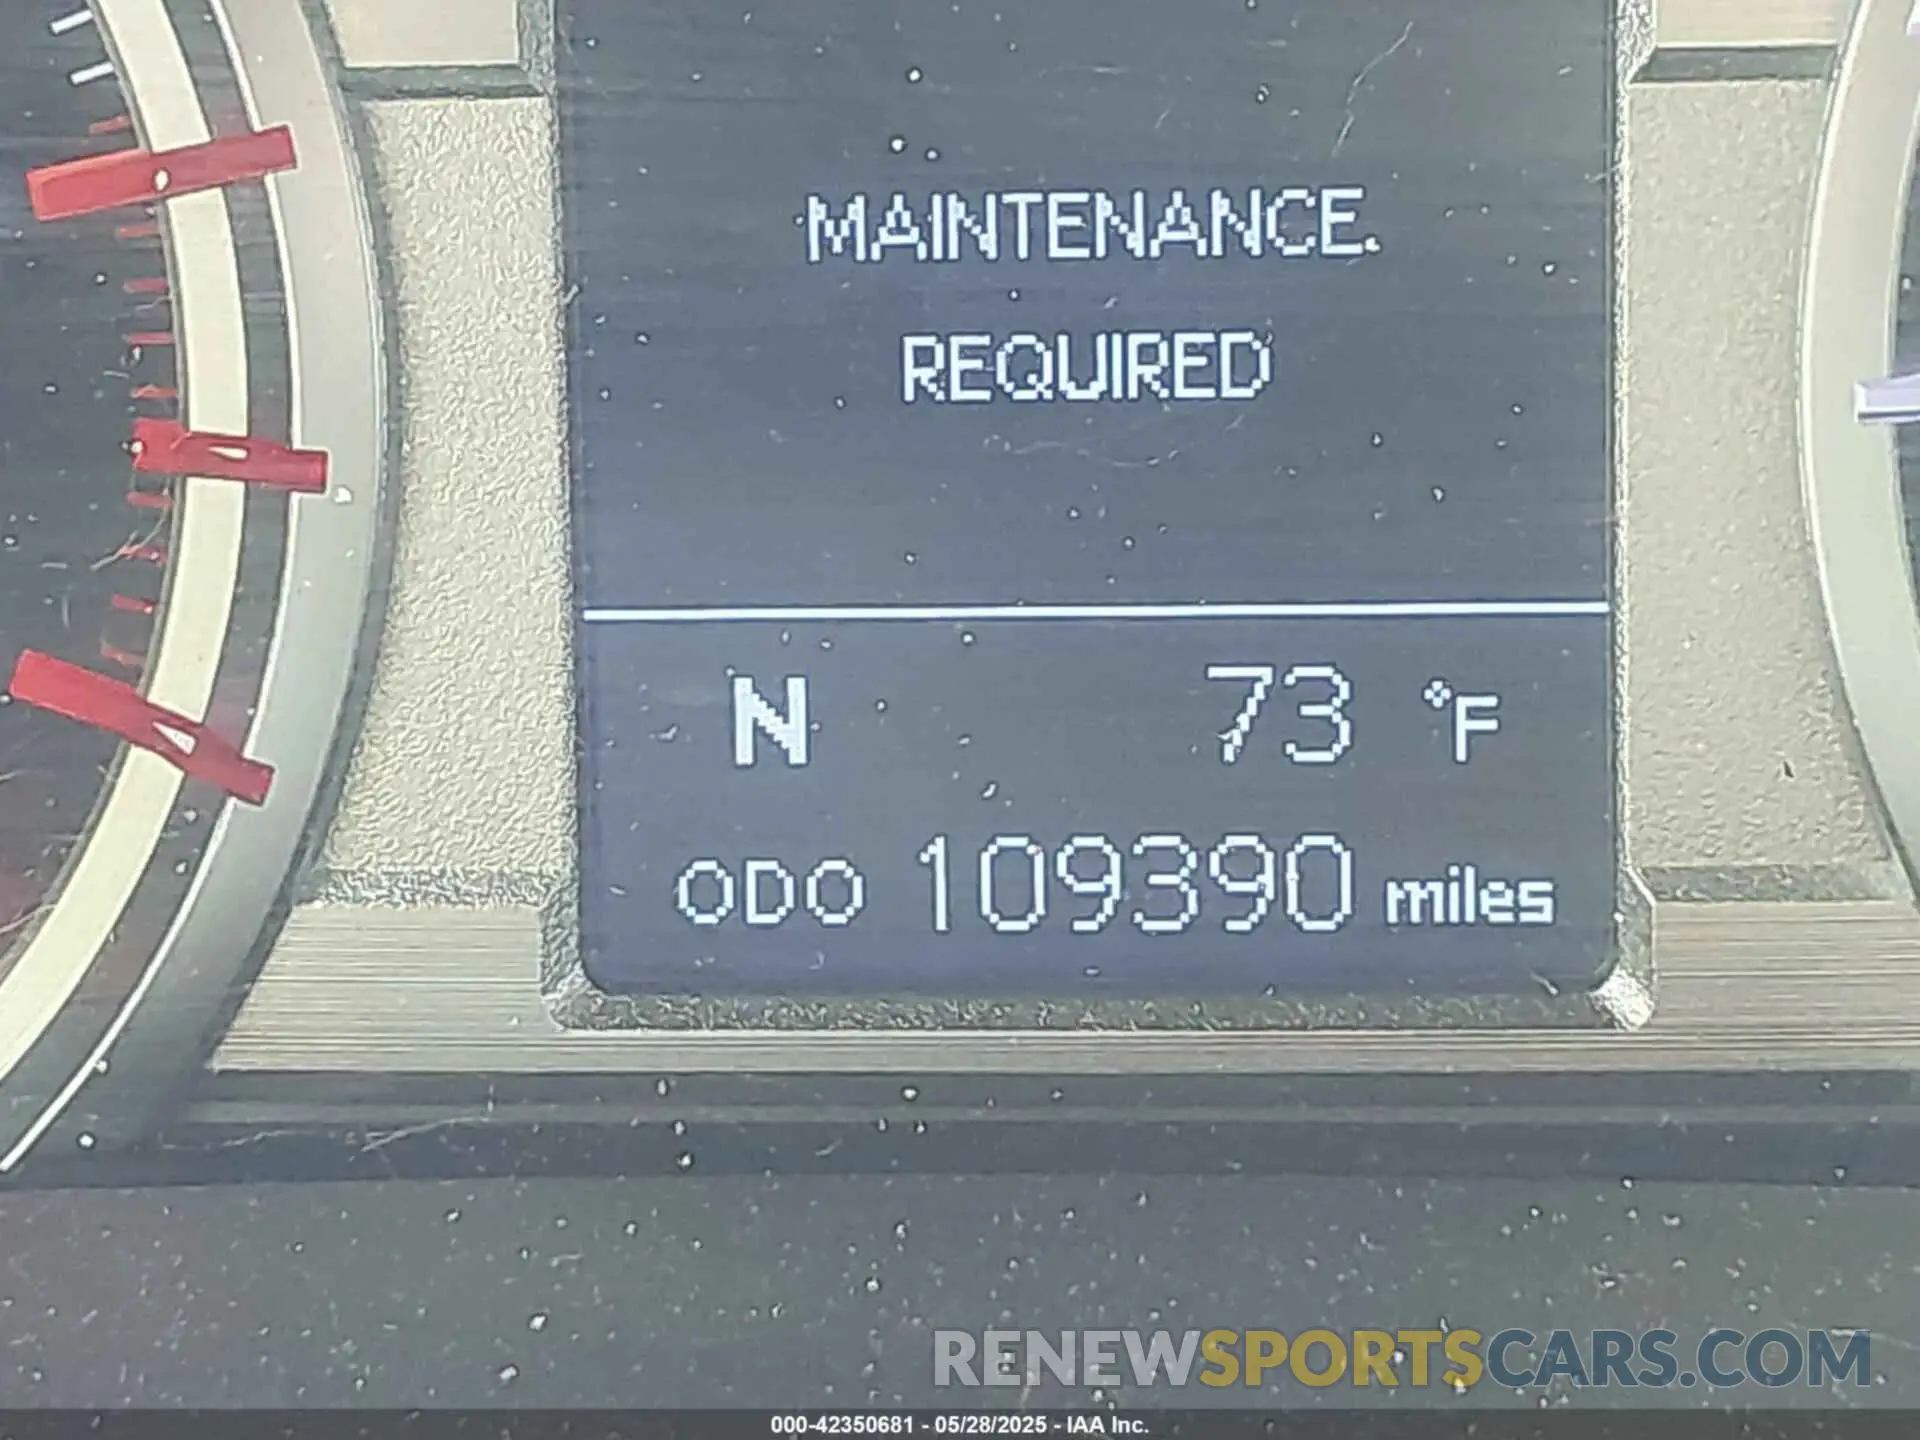 MAINTENANCE
REQUIRED
N 73 °F
ODO 109390 miles
RENEWSPORTSCARS.COM
000-42350681 - 05/28/2025 - IAA Inc.